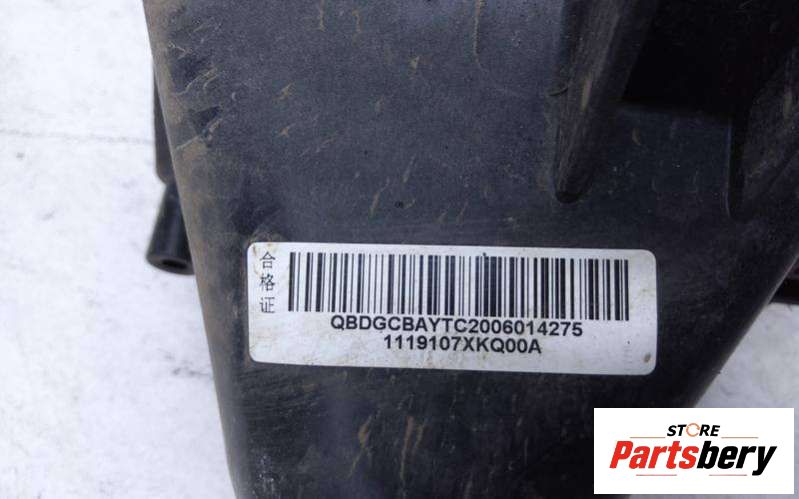 合格证
QBDGCBAYTC2006014275
1119107XKQ00A
STORE
Partsbery